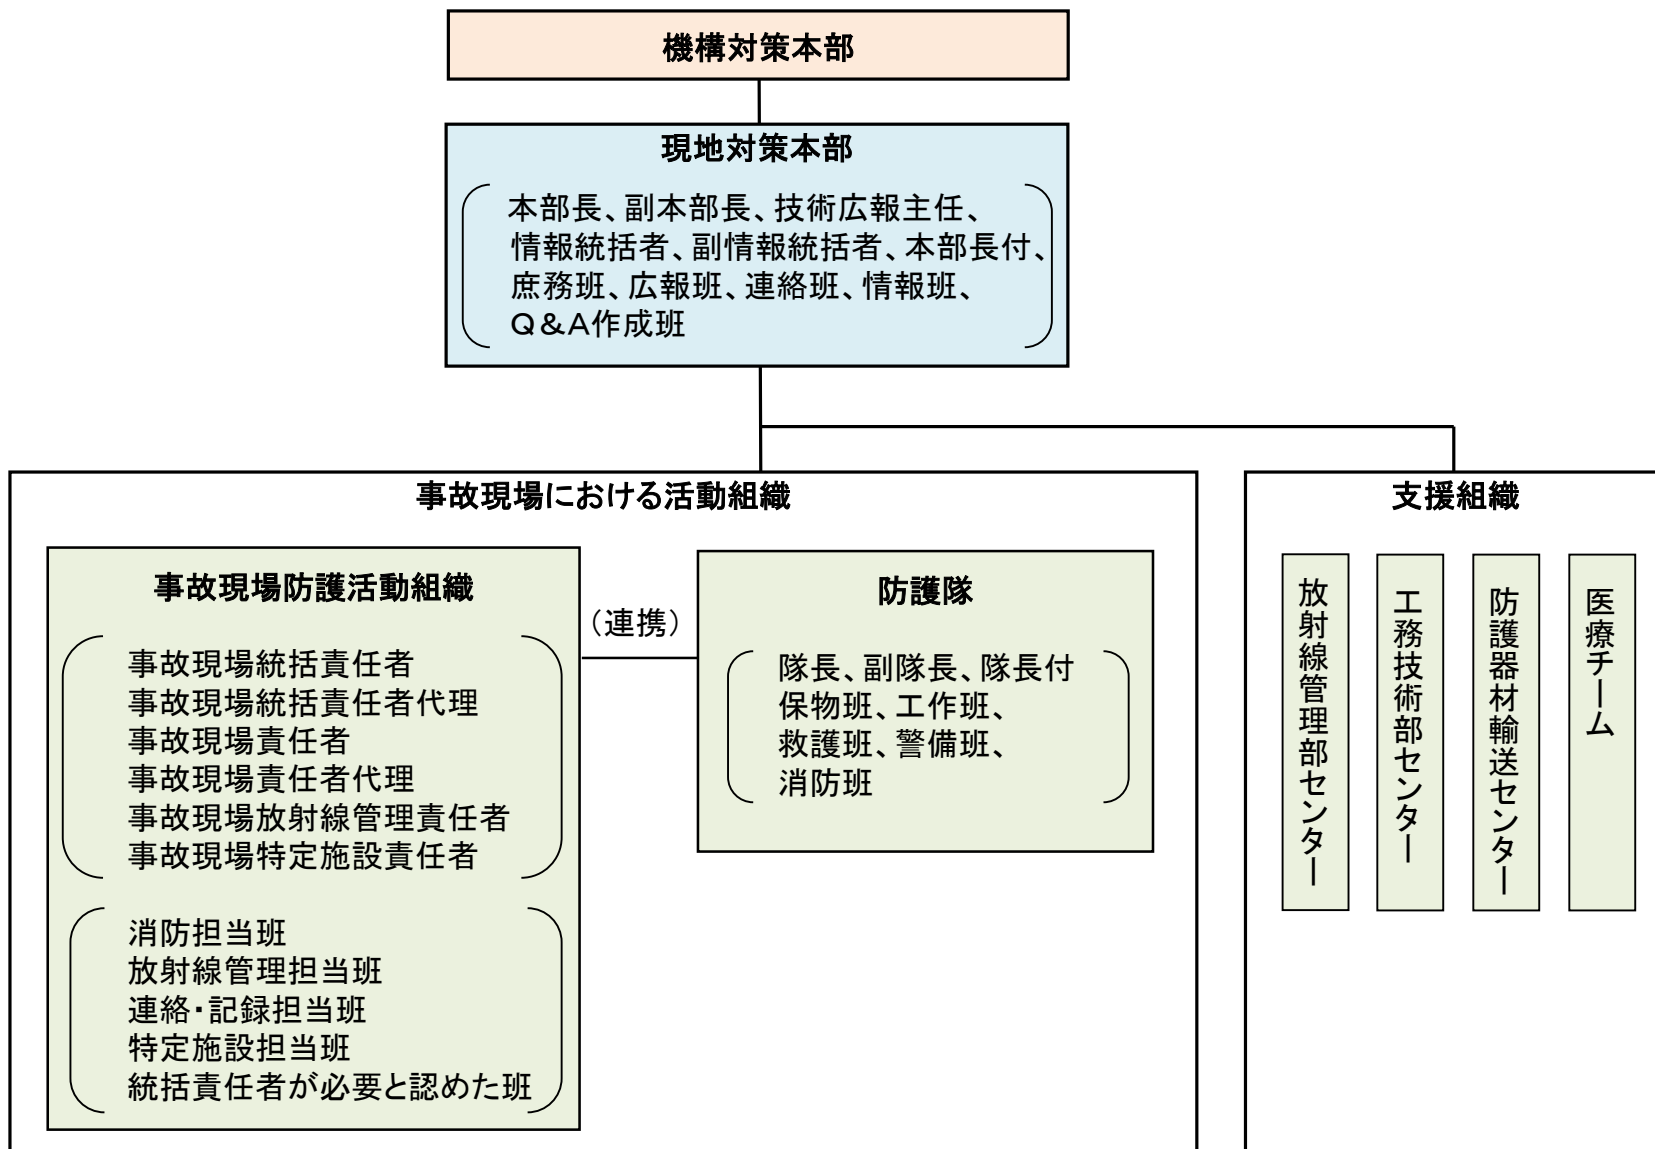 機構対策本部
現地対策本部
本部長、副本部長、技術広報主任、
情報統括者、副情報統括者、本部長付、
庶務班、広報班、連絡班、情報班、
Q&A作成班
事故現場における活動組織
事故現場防護活動組織
事故現場統括責任者
事故現場統括責任者代理
事故現場責任者
事故現場責任者代理
事故現場放射線管理責任者
事故現場特定施設責任者
消防担当班
放射線管理担当班
連絡・記録担当班
特定施設担当班
統括責任者が必要と認めた班
（連携）
防護隊
隊長、副隊長、隊長付
保物班、工作班、
救護班、警備班、
消防班
支援組織
放射線管理部センター
工務技術部センター
防護器材輸送センター
医療チーム